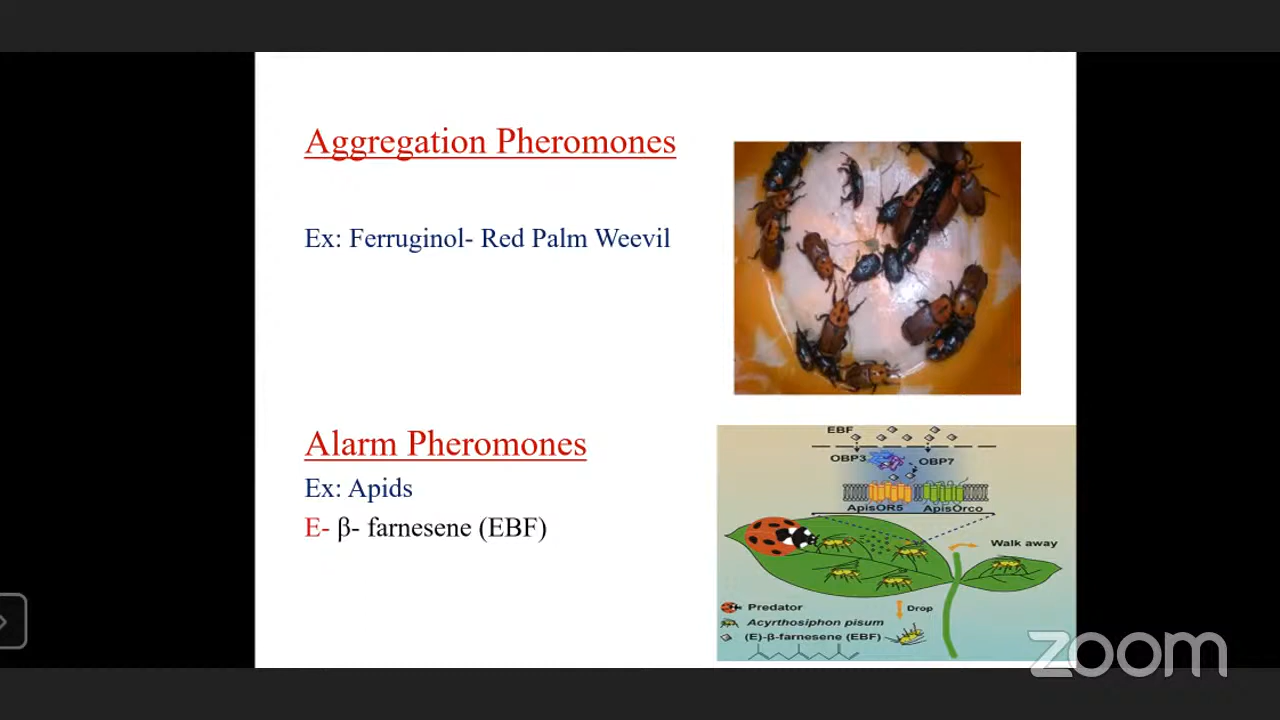 Aggregation Pheromones
Ex: Ferruginol- Red Palm Weevil
Alarm Pheromones
Ex: Apids
E- β- farnesene (EBF)
EBF
OBP3
OBP7
ApisOR5
ApisOrco
Walk away
Drop
Predator
Acyrthosiphon pisum
(E)-β-farnesene (EBF)
zoom